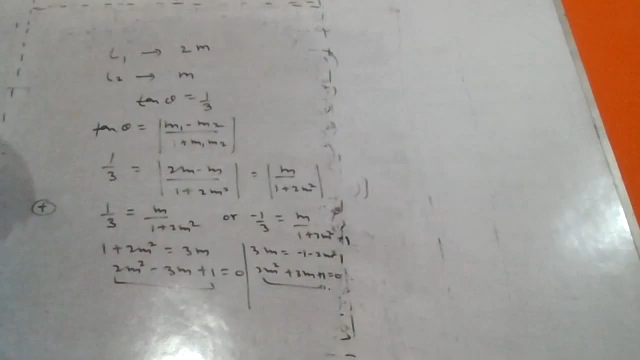 L₁ → 2m
L₂ → m
tan θ = 1/3
tan θ = |(m₁ - m₂)/(1 + m₁m₂)|
1/3 = |(2m - m)/(1 + 2m²)| = |m/(1 + 2m²)|
1/3 = m/(1 + 2m²) or -1/3 = m/(1 + 2m²)
1 + 2m² = 3m | 3m = -1 - 2m²
2m² - 3m + 1 = 0 | 2m² + 3m + 1 = 0